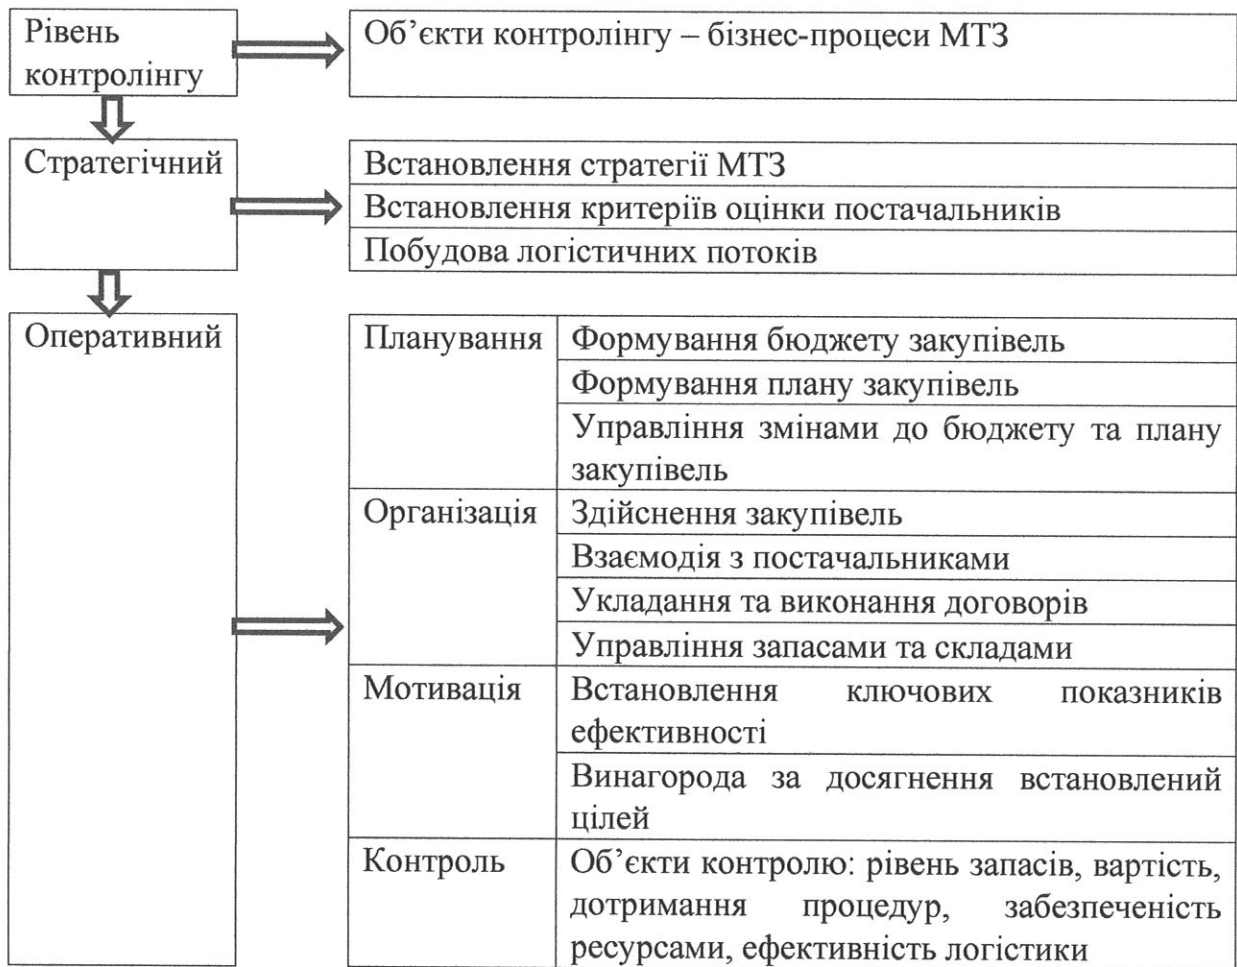 Рівень
контролінгу
Об’єкти контролінгу – бізнес-процеси МТЗ
Стратегічний
Встановлення стратегії МТЗ
Встановлення критеріїв оцінки постачальників
Побудова логістичних потоків
Оперативний
Планування
Формування бюджету закупівель
Формування плану закупівель
Управління змінами до бюджету та плану
закупівель
Організація
Здійснення закупівель
Взаємодія з постачальниками
Укладання та виконання договорів
Управління запасами та складами
Мотивація
Встановлення ключових показників
ефективності
Винагорода за досягнення встановлений
цілей
Контроль
Об’єкти контролю: рівень запасів, вартість,
дотримання процедур, забезпеченість
ресурсами, ефективність логістики